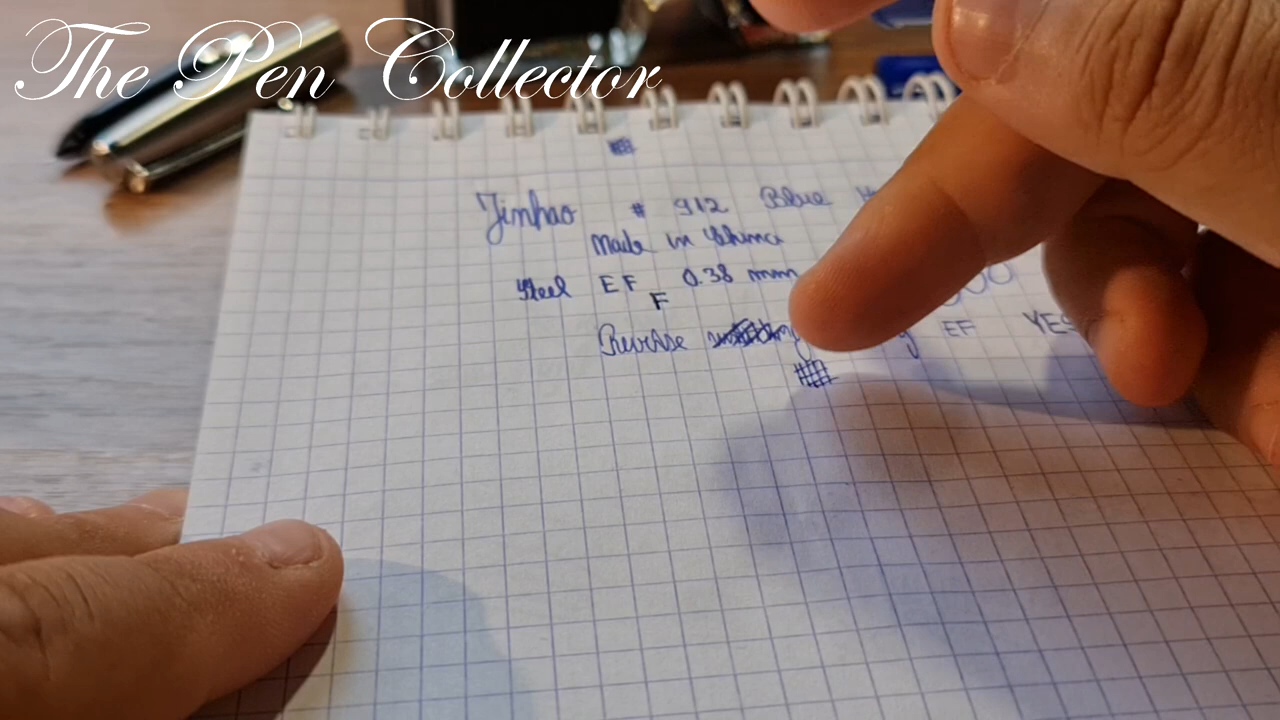 The Pen Collector
Jinhao # 912 Blue
Made in China
Steel EF 0.38 mm
F
Reverse EF YES